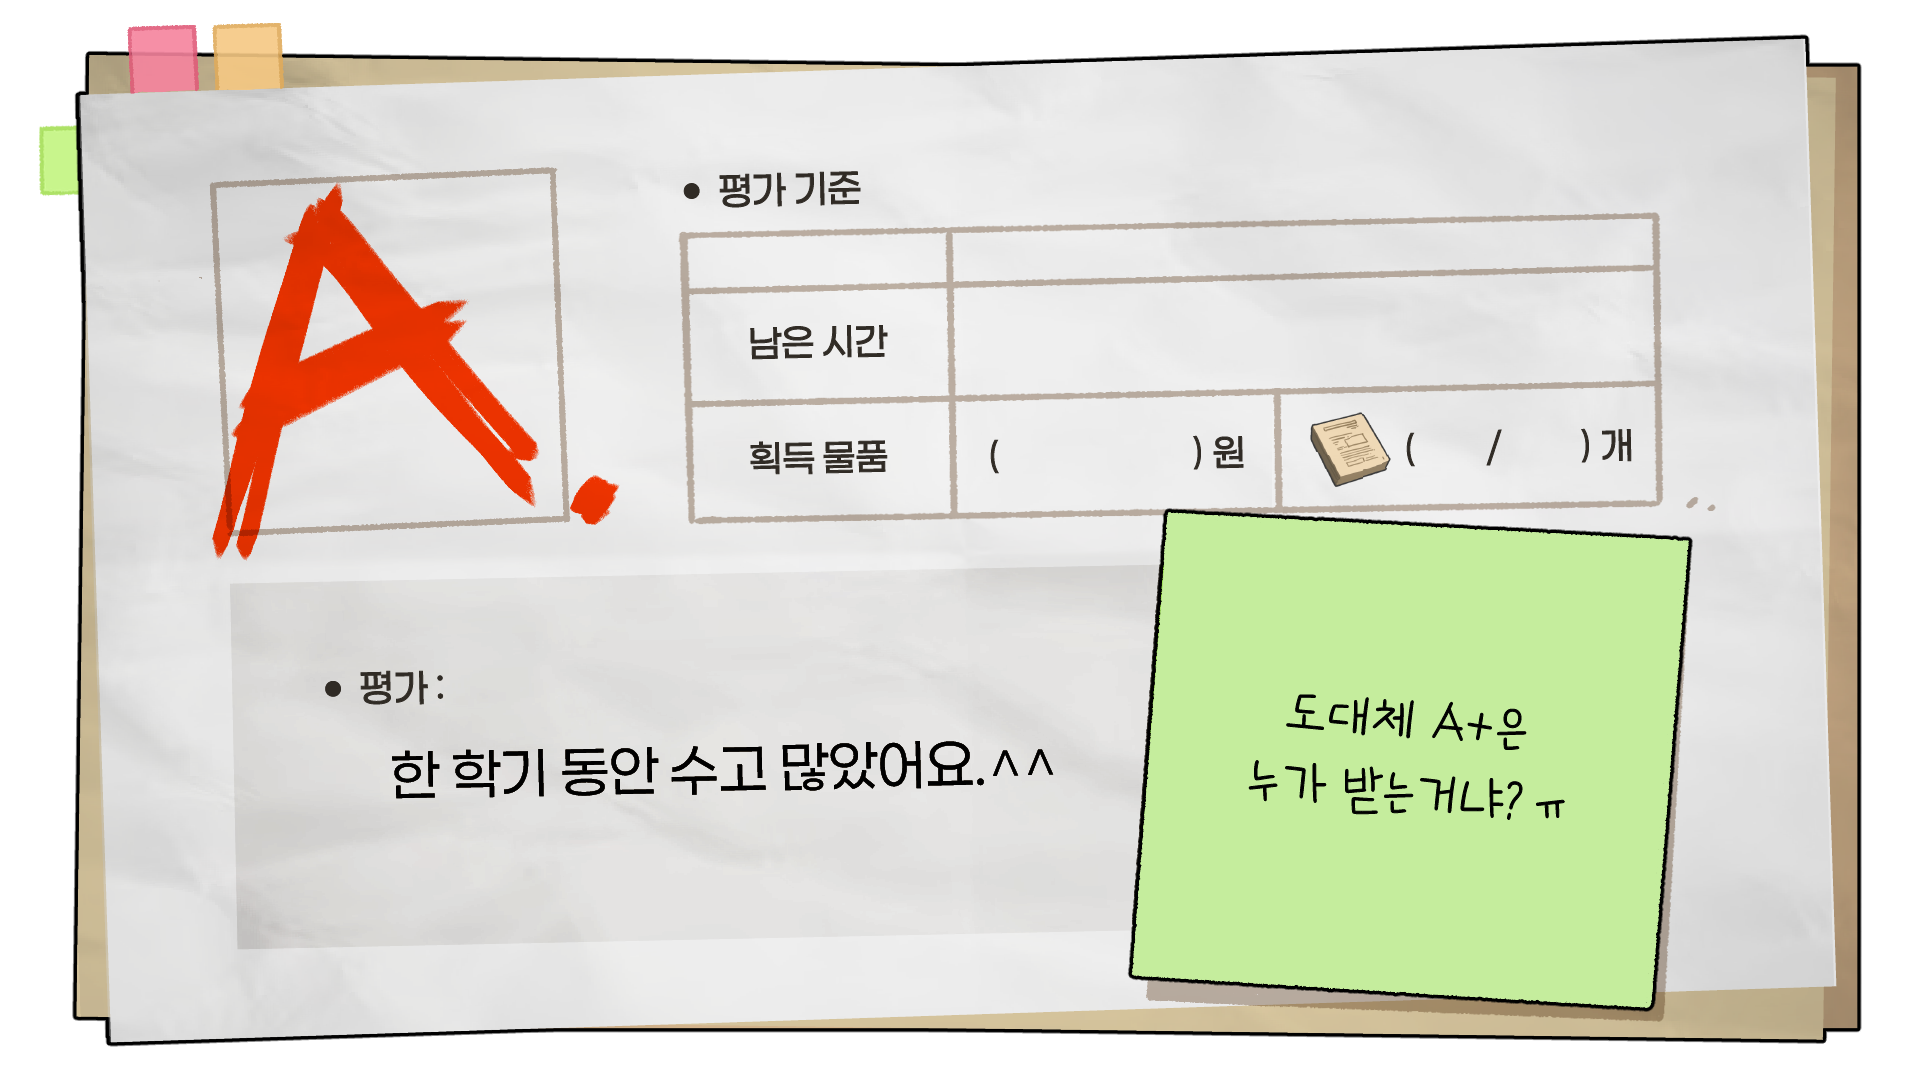 A.
● 평가 기준
남은 시간
획득 물품 ( ) 원 ( / ) 개
● 평가 :
한 학기 동안 수고 많았어요.^^
도대체 A+은
누가 받는거냐? ㅠ